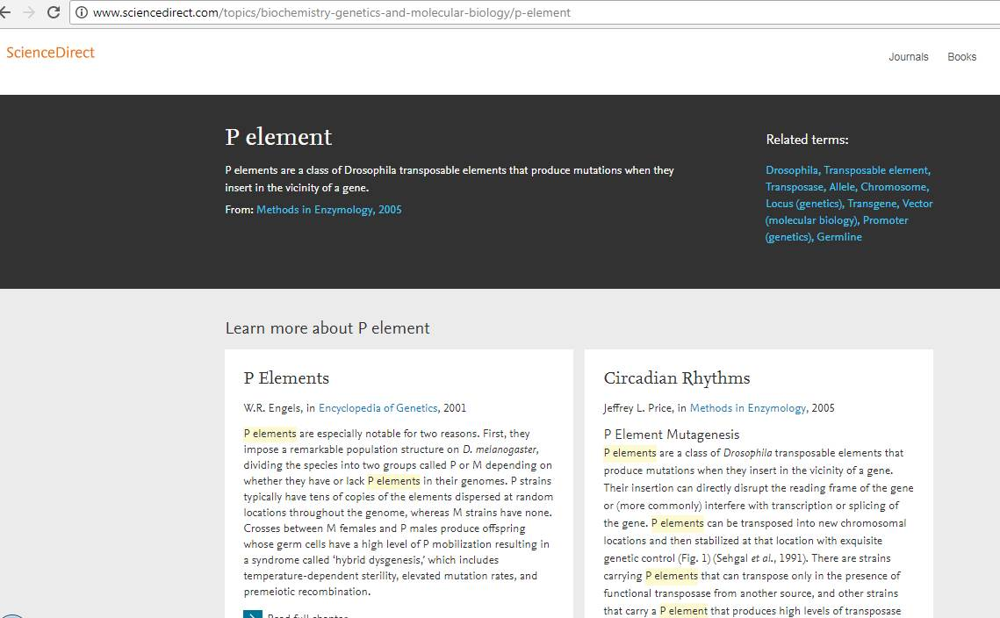 www.sciencedirect.com/topics/biochemistry-genetics-and-molecular-biology/p-element
ScienceDirect
Journals Books
P element
P elements are a class of Drosophila transposable elements that produce mutations when they
insert in the vicinity of a gene.
From: Methods in Enzymology, 2005
Related terms:
Drosophila, Transposable element,
Transposase, Allele, Chromosome,
Locus (genetics), Transgene, Vector
(molecular biology), Promoter
(genetics), Germline
Learn more about P element
P Elements
W.R. Engels, in Encyclopedia of Genetics, 2001
P elements are especially notable for two reasons. First, they
impose a remarkable population structure on D. melanogaster,
dividing the species into two groups called P or M depending on
whether they have or lack P elements in their genomes. P strains
typically have tens of copies of the elements dispersed at random
locations throughout the genome, whereas M strains have none.
Crosses between M females and P males produce offspring
whose germ cells have a high level of P mobilization resulting in
a syndrome called ‘hybrid dysgenesis,’ which includes
temperature-dependent sterility, elevated mutation rates, and
premeiotic recombination.
Read full chapter
Circadian Rhythms
Jeffrey L. Price, in Methods in Enzymology, 2005
P Element Mutagenesis
P elements are a class of Drosophila transposable elements that
produce mutations when they insert in the vicinity of a gene.
Their insertion can directly disrupt the reading frame of the gene
or (more commonly) interfere with transcription or splicing of
the gene. P elements can be transposed into new chromosomal
locations and then stabilized at that location with exquisite
genetic control (Fig. 1) (Sehgal et al., 1991). There are strains
carrying P elements that can transpose only in the presence of
functional transposase from another source, and other strains
that carry a P element that produces high levels of transposase